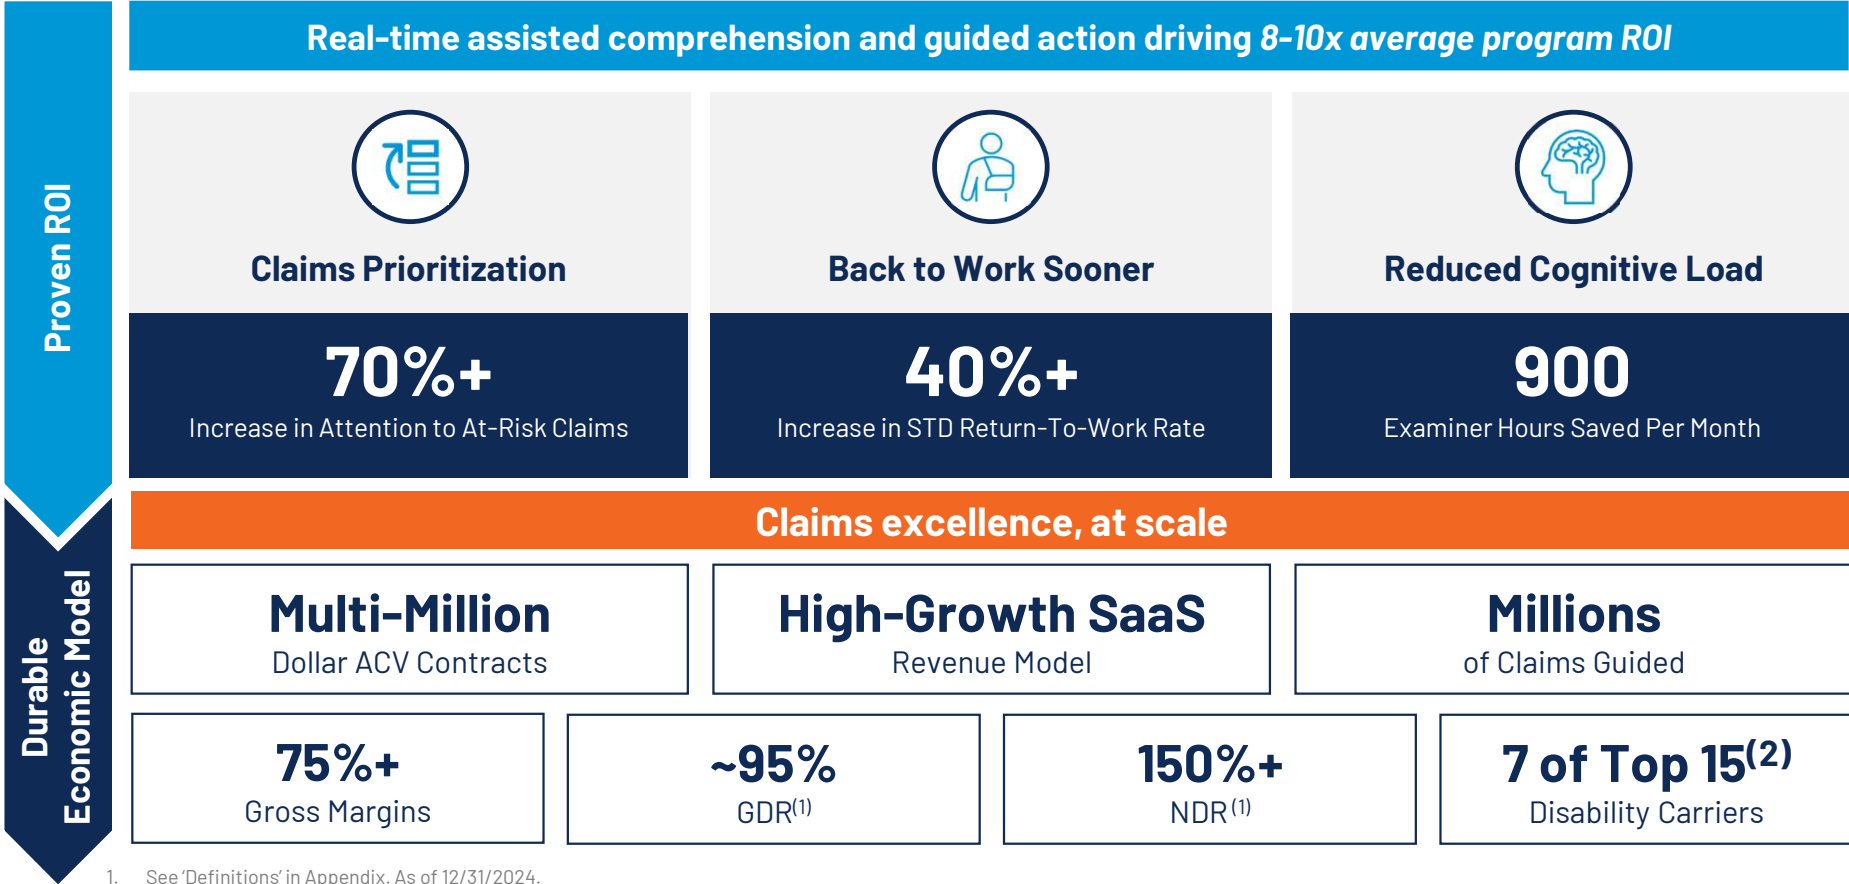 Real-time assisted comprehension and guided action driving 8-10x average program ROI
Proven ROI
Claims Prioritization
Back to Work Sooner
Reduced Cognitive Load
70%+
Increase in Attention to At-Risk Claims
40%+
Increase in STD Return-To-Work Rate
900
Examiner Hours Saved Per Month
Claims excellence, at scale
Durable
Economic Model
Multi-Million
Dollar ACV Contracts
High-Growth SaaS
Revenue Model
Millions
of Claims Guided
75%+
Gross Margins
~95%
GDR(1)
150%+
NDR (1)
7 of Top 15(2)
Disability Carriers
1. See 'Definitions' in Appendix. As of 12/31/2024.